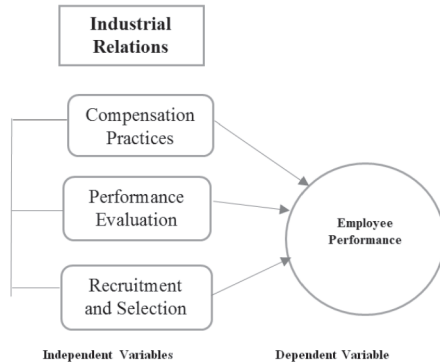 Industrial
Relations
Compensation
Practices
Performance
Evaluation
Employee
Performance
Recruitment
and Selection
Independent Variables
Dependent Variable